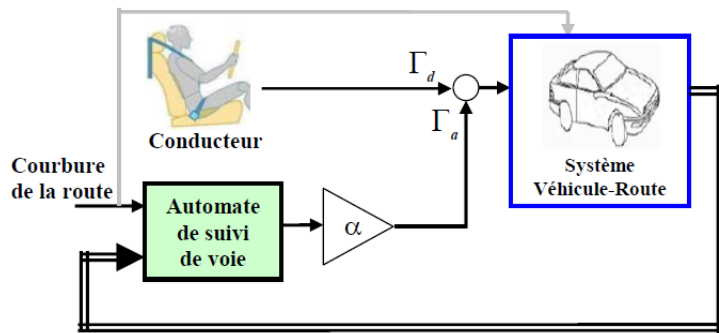 Γd
Conducteur
Γa
Courbure
de la route
Système
Véhicule-Route
Automate
de suivi
de voie
α